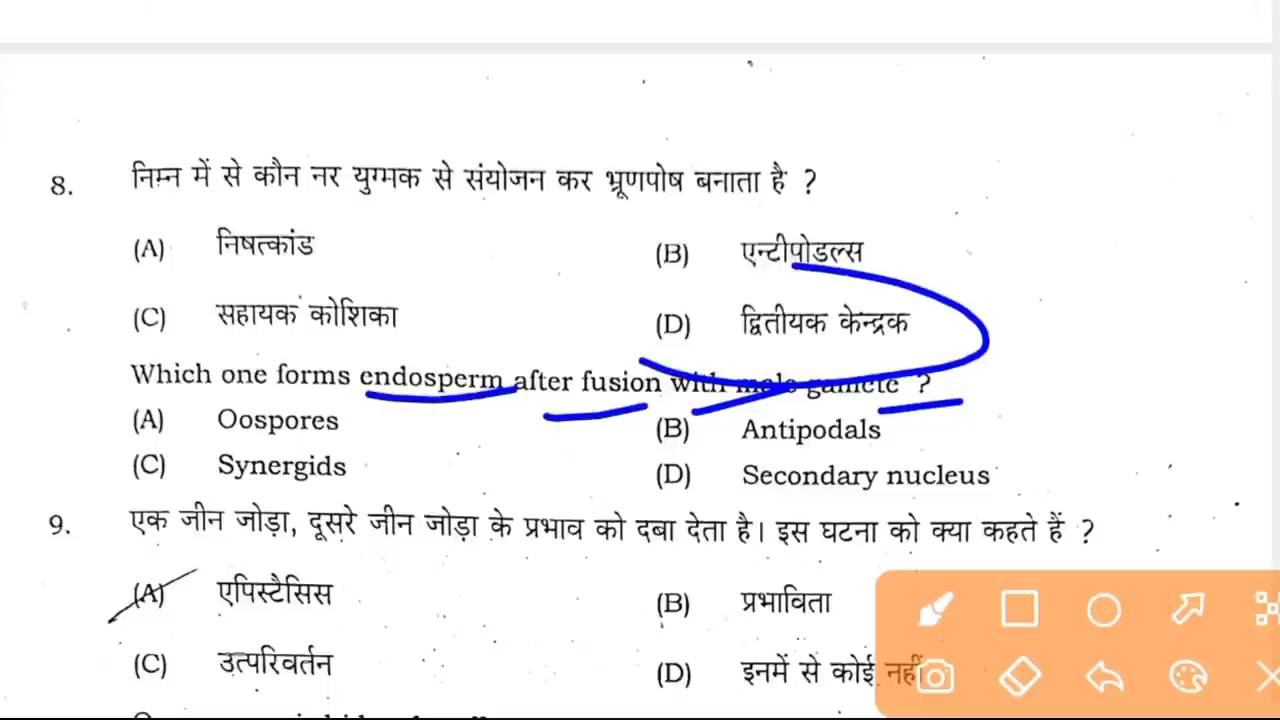 8. निम्न में से कौन नर युग्मक से संयोजन कर भ्रूणपोष बनाता है ?
(A) निषत्कांड (B) एन्टीपोडल्स
(C) सहायक कोशिका (D) द्वितीयक केन्द्रक
Which one forms endosperm after fusion with male gamete ?
(A) Oospores (B) Antipodals
(C) Synergids (D) Secondary nucleus
9. एक जीन जोड़ा, दूसरे जीन जोड़ा के प्रभाव को दबा देता है। इस घटना को क्या कहते हैं ?
(A) एपिस्टैसिस (B) प्रभाविता
(C) उत्परिवर्तन (D) इनमें से कोई नहीं